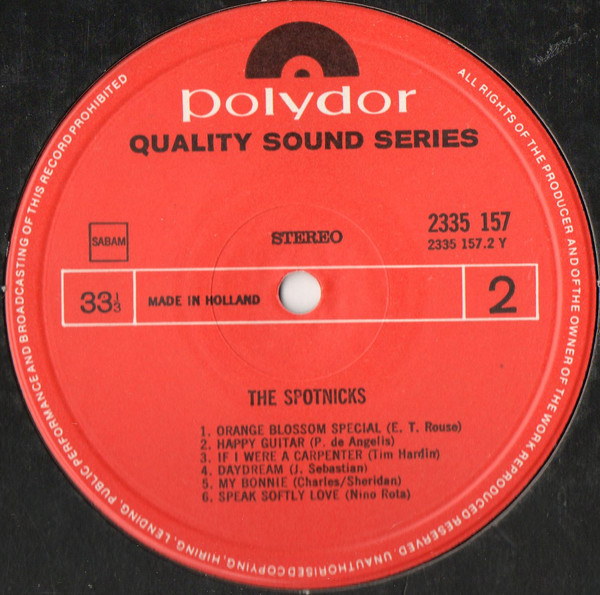 polydor
QUALITY SOUND SERIES
ALL RIGHTS OF THE PRODUCER AND OF THE OWNER OF THE WORK REPRODUCED RESERVED. UNAUTHORISED COPYING, HIRING, LENDING, PUBLIC PERFORMANCE AND BROADCASTING OF THIS RECORD PROHIBITED
SABAM
STEREO
2335 157
2335 157.2 Y
33⅓
MADE IN HOLLAND
2
THE SPOTNICKS
1. ORANGE BLOSSOM SPECIAL (E. T. Rouse)
2. HAPPY GUITAR (P. de Angelis)
3. IF I WERE A CARPENTER (Tim Hardin)
4. DAYDREAM (J. Sebastian)
5. MY BONNIE (Charles/Sheridan)
6. SPEAK SOFTLY LOVE (Nino Rota)